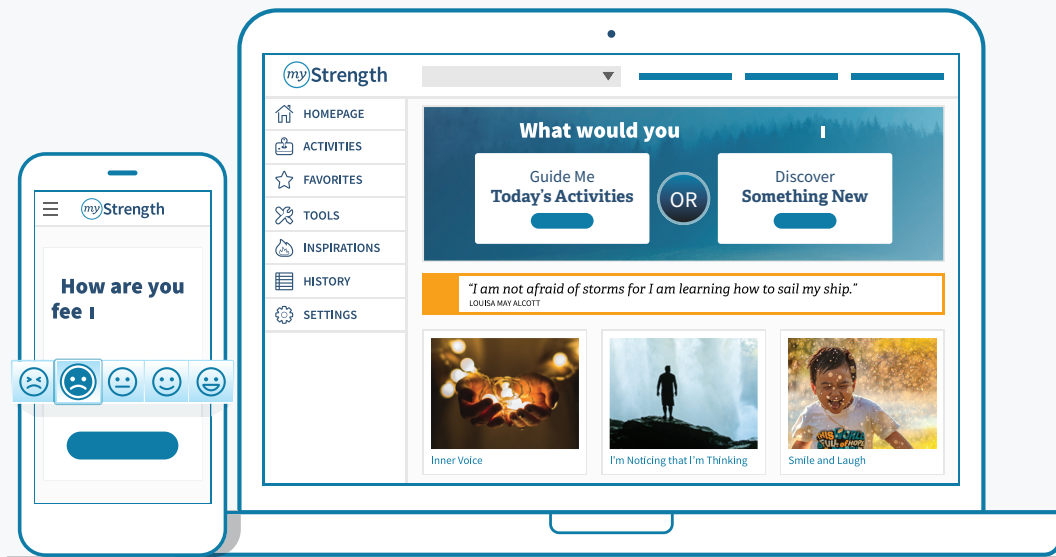 myStrength
How are you
fee
myStrength
HOMEPAGE
ACTIVITIES
FAVORITES
TOOLS
INSPIRATIONS
HISTORY
SETTINGS
What would you
Guide Me
Today's Activities
OR
Discover
Something New
“I am not afraid of storms for I am learning how to sail my ship.”
LOUISA MAY ALCOTT
Inner Voice
I'm Noticing that I'm Thinking
Smile and Laugh